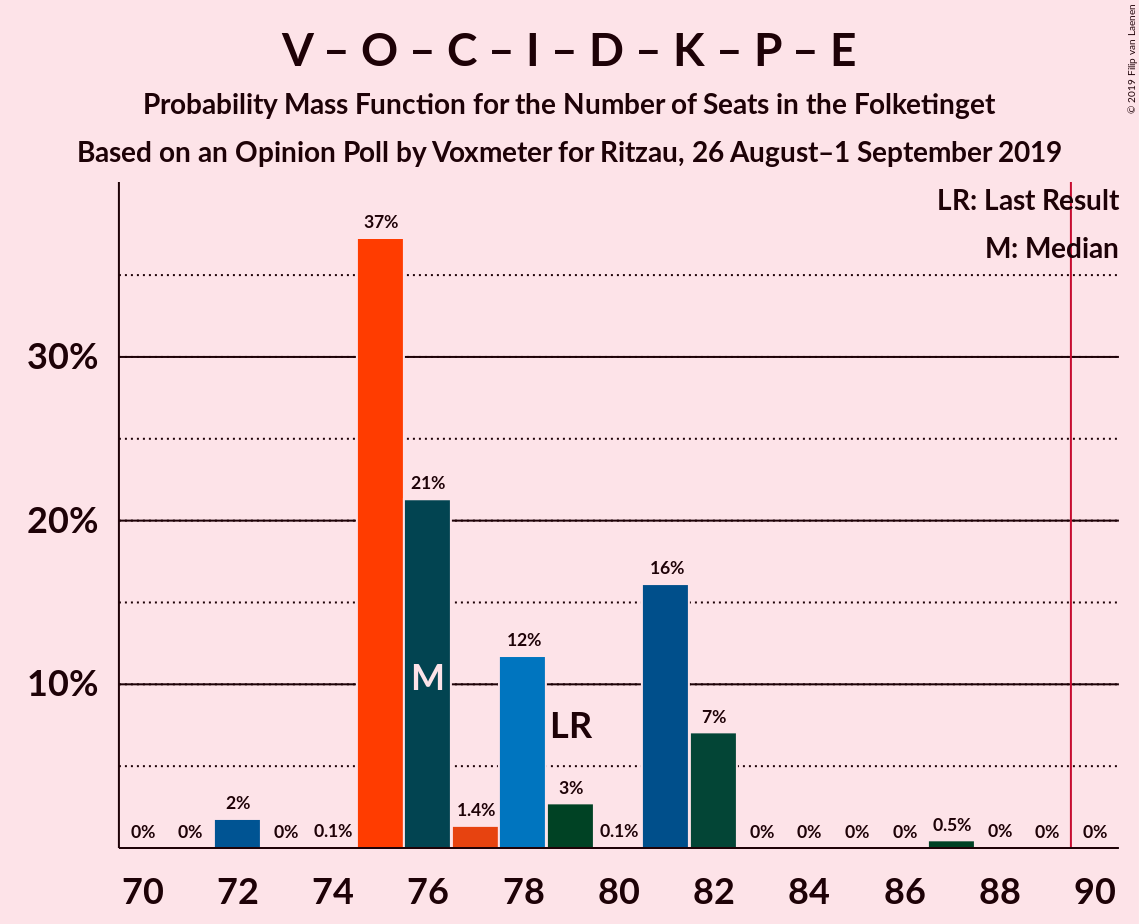 V – O – C – I – D – K – P – E
Probability Mass Function for the Number of Seats in the Folketinget
Based on an Opinion Poll by Voxmeter for Ritzau, 26 August–1 September 2019
© 2019 Filip van Laenen
LR: Last Result
M: Median
37%
30%
21%
20%
16%
12%
M
10%
7%
LR
3%
2%
1.4%
0% 0% 0% 0.1% 0.1% 0% 0% 0% 0% 0.5% 0% 0% 0%
70 72 74 76 78 80 82 84 86 88 90